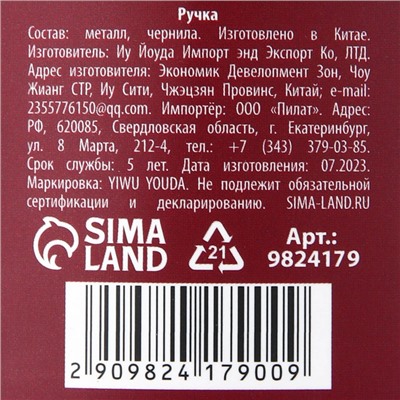 Ручка
Состав: металл, чернила. Изготовлено в Китае.
Изготовитель: Иу Йоуда Импорт энд Экспорт Ко, ЛТД.
Адрес изготовителя: Экономик Девелопмент Зон, Чоу
Жианг СТР, Иу Сити, Чжэцзян Провинс, Китай; e-mail:
2355776150@qq.com. Импортёр: ООО «Пилат». Адрес:
РФ, 620085, Свердловская область, г. Екатеринбург,
ул. 8 Марта, 212-4, тел.: +7 (343) 379-03-85.
Срок службы: 5 лет. Дата изготовления: 07.2023.
Маркировка: YIWU YOUDA. Не подлежит обязательной
сертификации и декларированию. SIMA-LAND.RU
SIMA
LAND
21
Арт.:
9824179
2 909824 179009